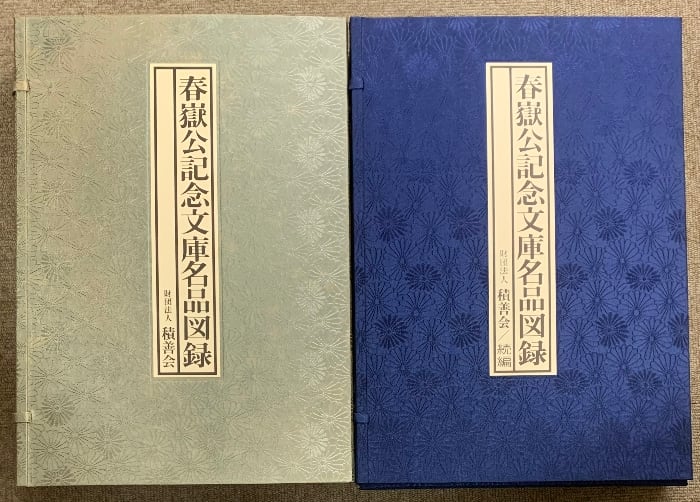 春嶽公記念文庫名品図録
財団法人 積善会
春嶽公記念文庫名品図録
財団法人 積善会/続編